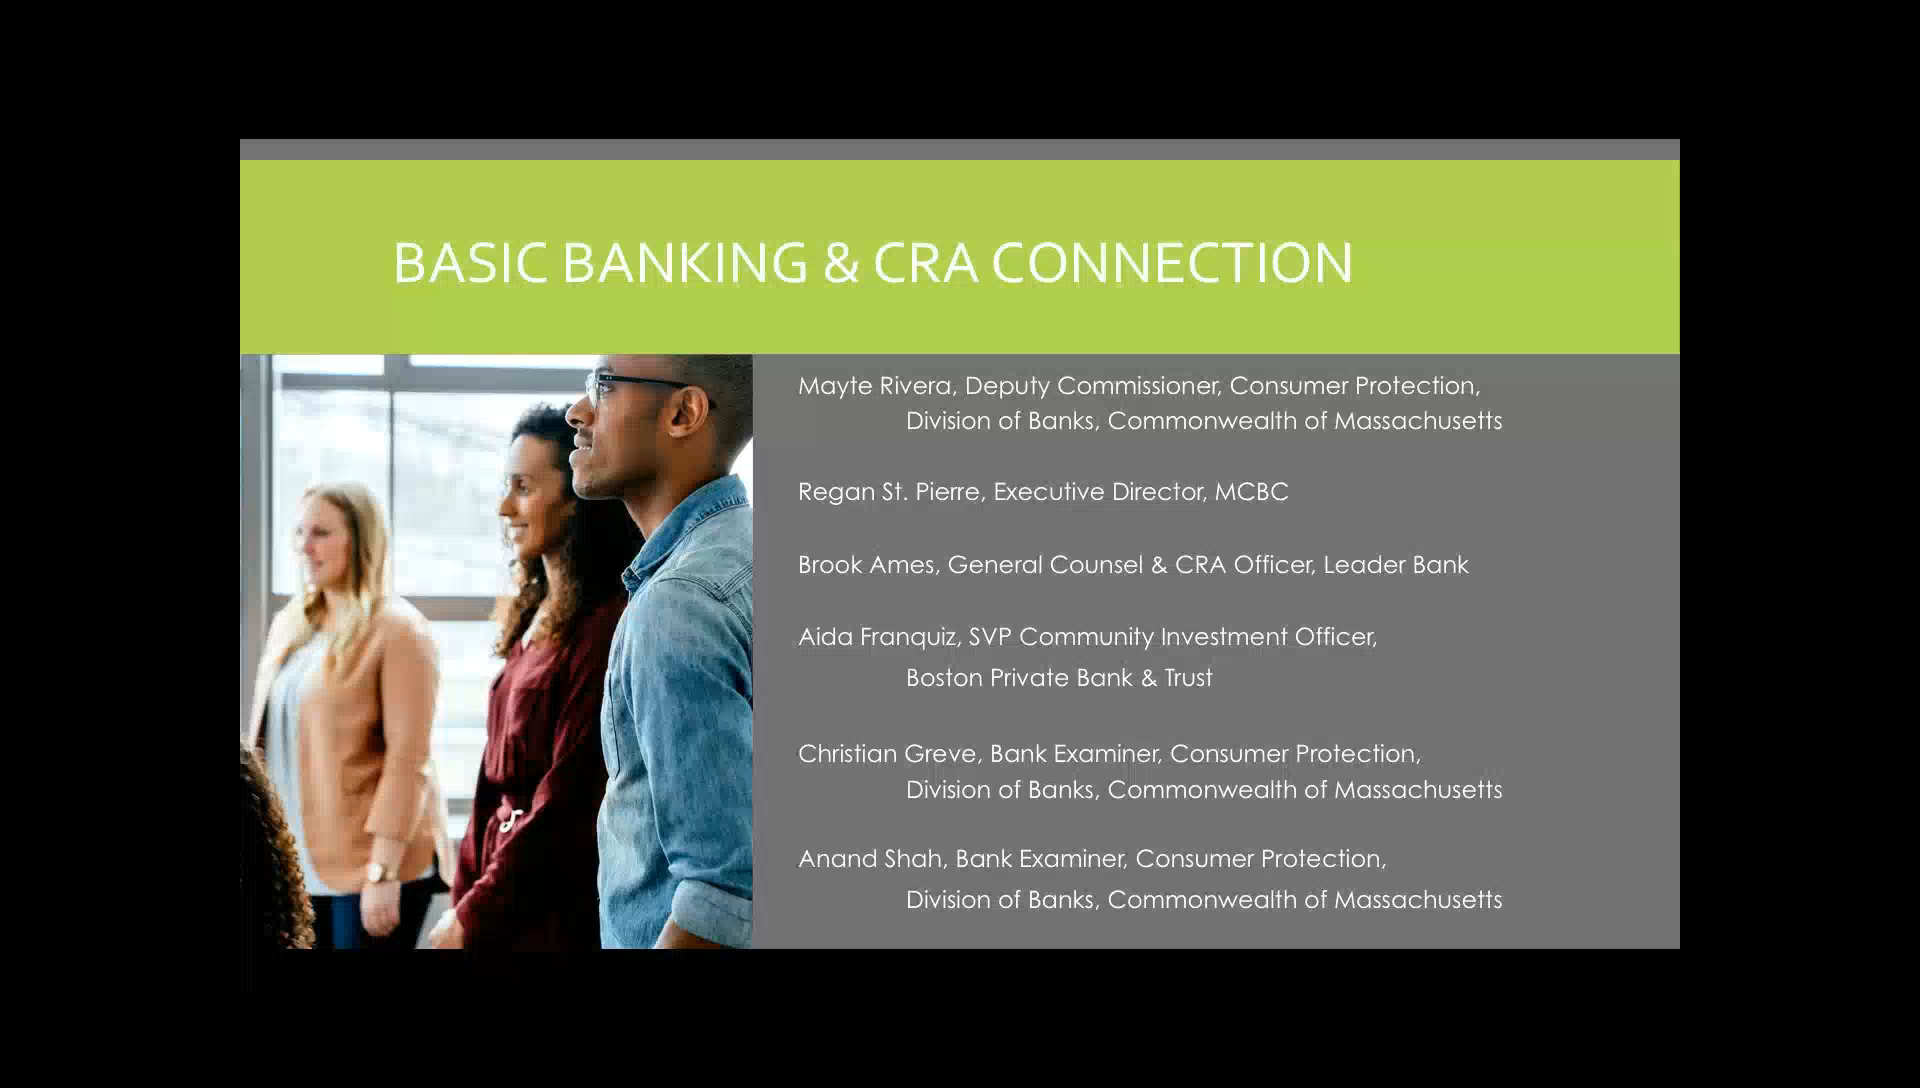 BASIC BANKING & CRA CONNECTION
Mayte Rivera, Deputy Commissioner, Consumer Protection,
Division of Banks, Commonwealth of Massachusetts
Regan St. Pierre, Executive Director, MCBC
Brook Ames, General Counsel & CRA Officer, Leader Bank
Aida Franquiz, SVP Community Investment Officer,
Boston Private Bank & Trust
Christian Greve, Bank Examiner, Consumer Protection,
Division of Banks, Commonwealth of Massachusetts
Anand Shah, Bank Examiner, Consumer Protection,
Division of Banks, Commonwealth of Massachusetts